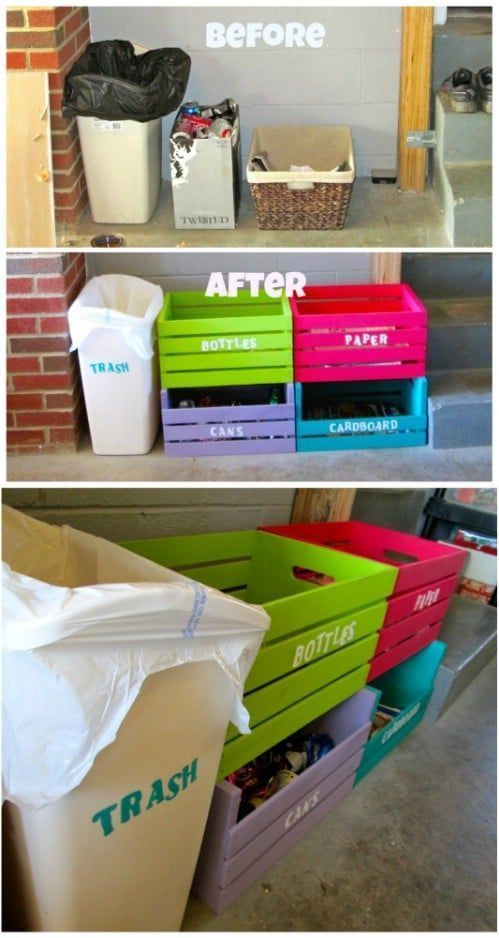 BEFORE
TWISTED
AFTER
BOTTLES
PAPER
TRASH
CANS
CARDBOARD
BOTTLES
PAPER
CARDBOARD
TRASH
CANS